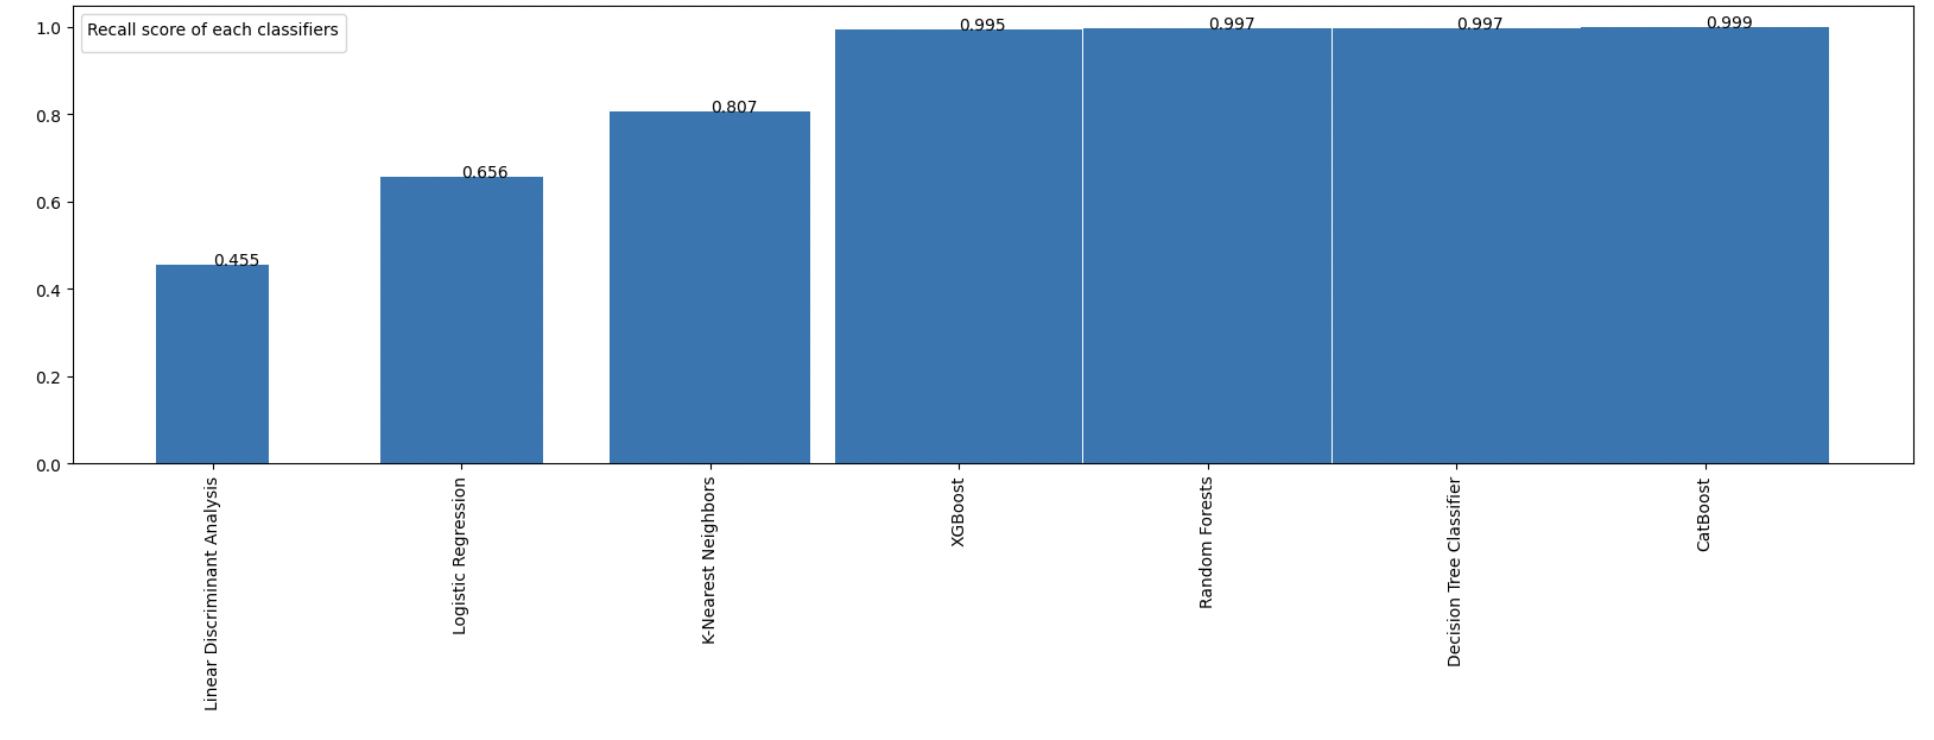 Recall score of each classifiers
1.0
0.8
0.6
0.4
0.2
0.0
0.455
0.656
0.807
0.995
0.997
0.997
0.999
Linear Discriminant Analysis
Logistic Regression
K-Nearest Neighbors
XGBoost
Random Forests
Decision Tree Classifier
CatBoost